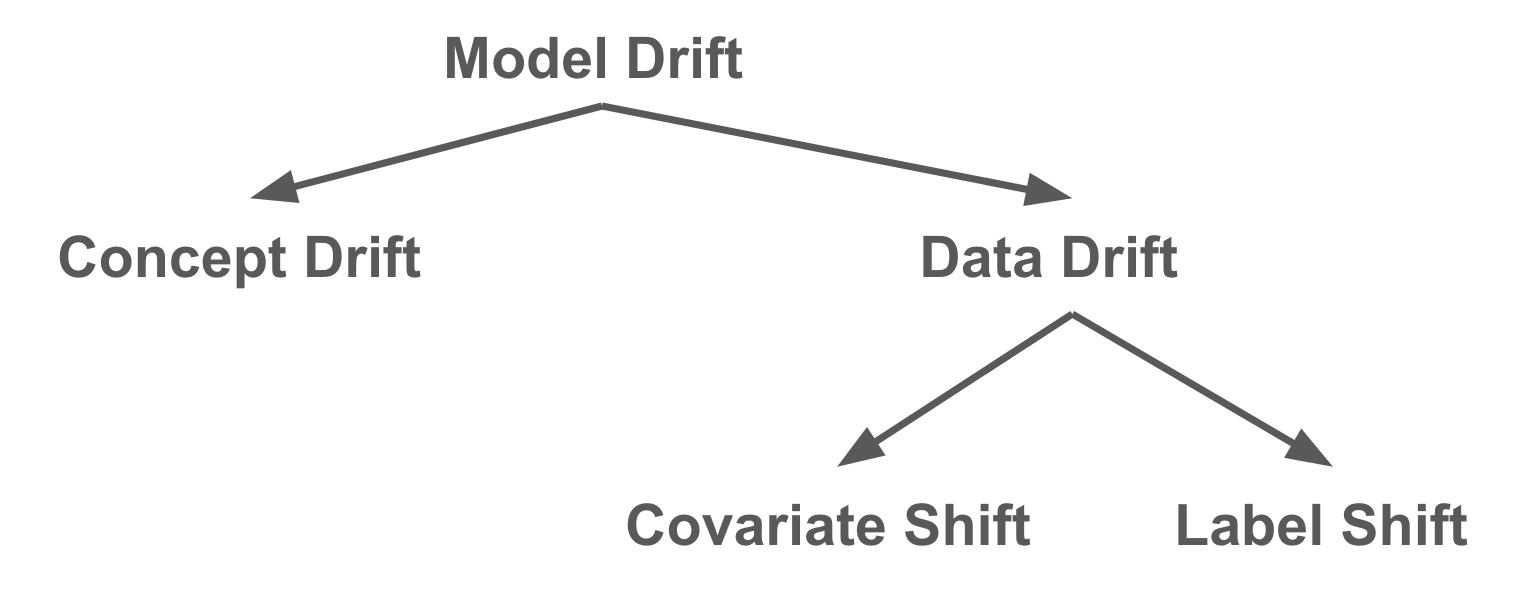 Model Drift
Concept Drift
Data Drift
Covariate Shift
Label Shift